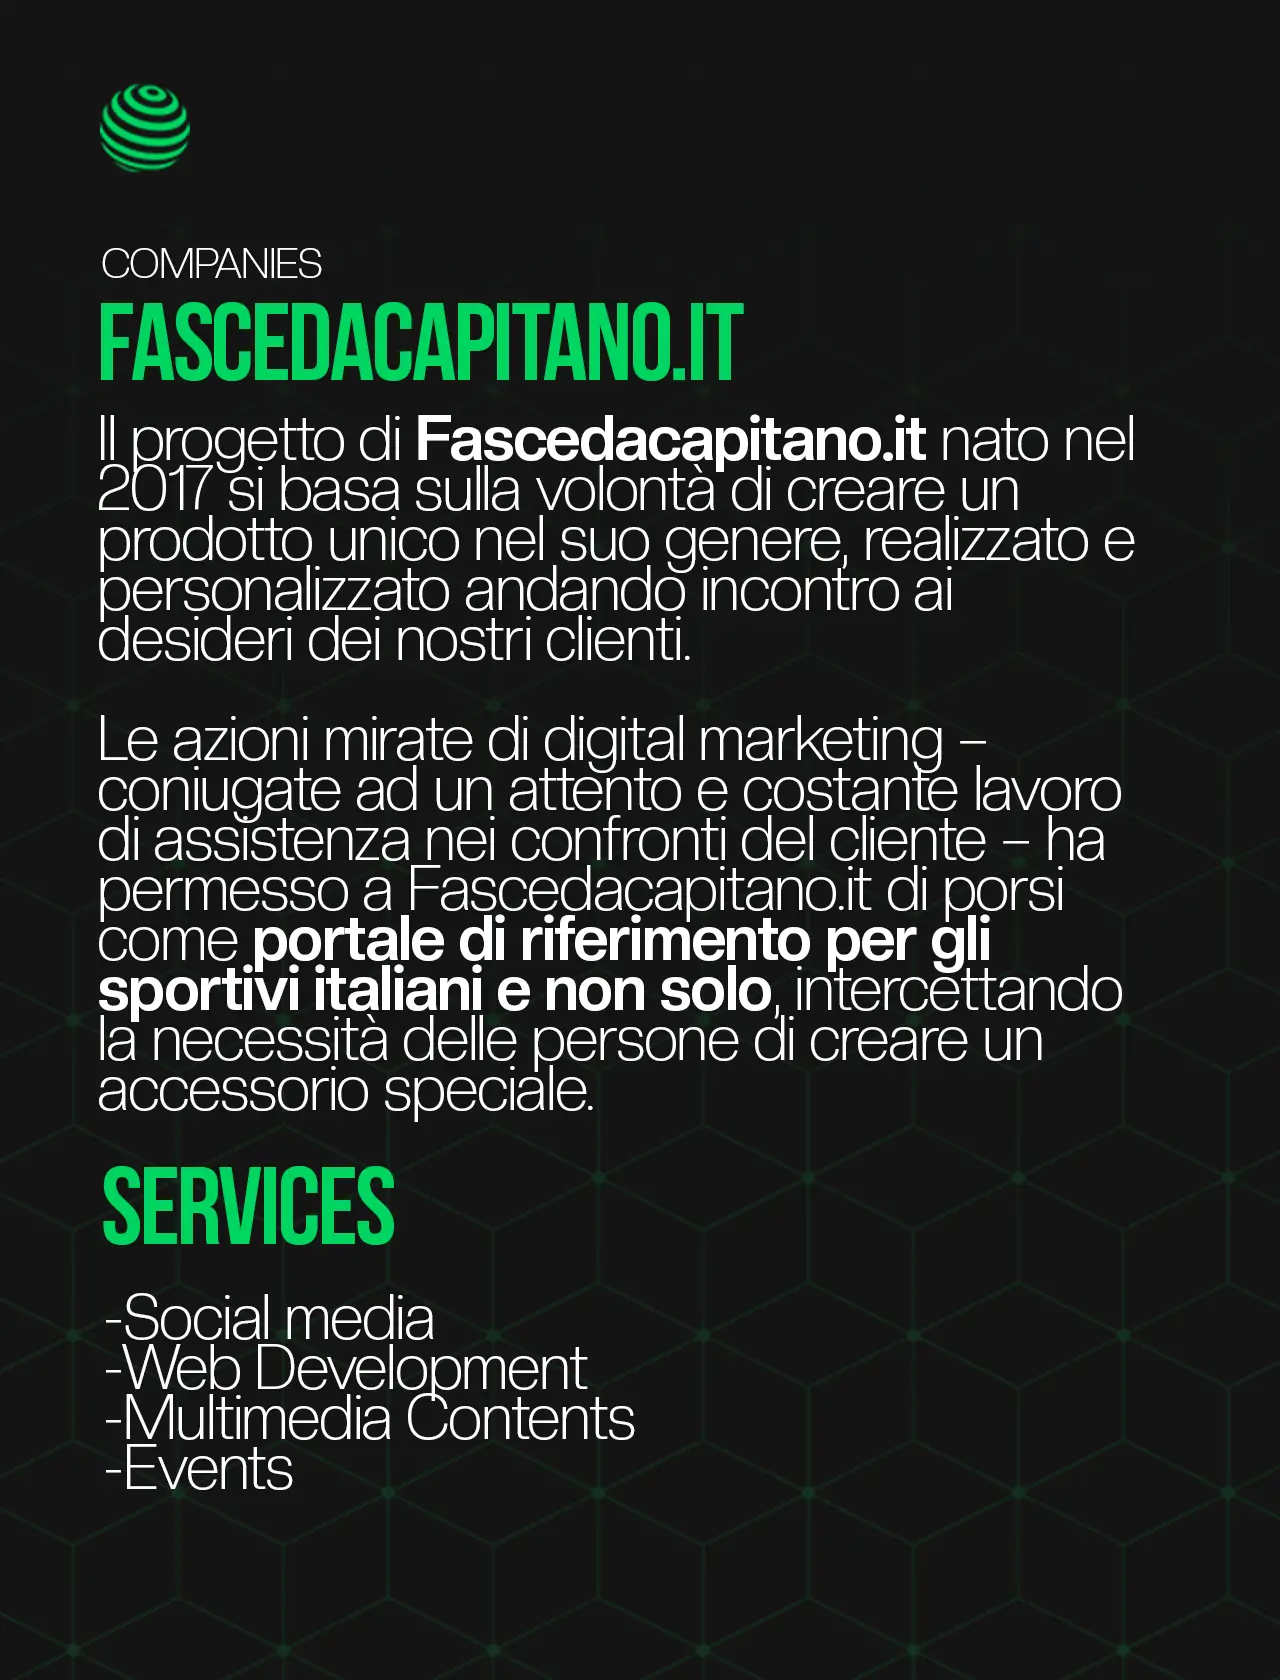 COMPANIES
FASCEDACAPITANO.IT
Il progetto di Fascedacapitano.it nato nel
2017 si basa sulla volontà di creare un
prodotto unico nel suo genere, realizzato e
personalizzato andando incontro ai
desideri dei nostri clienti.
Le azioni mirate di digital marketing –
coniugate ad un attento e costante lavoro
di assistenza nei confronti del cliente – ha
permesso a Fascedacapitano.it di porsi
come portale di riferimento per gli
sportivi italiani e non solo, intercettando
la necessità delle persone di creare un
accessorio speciale.
SERVICES
-Social media
-Web Development
-Multimedia Contents
-Events